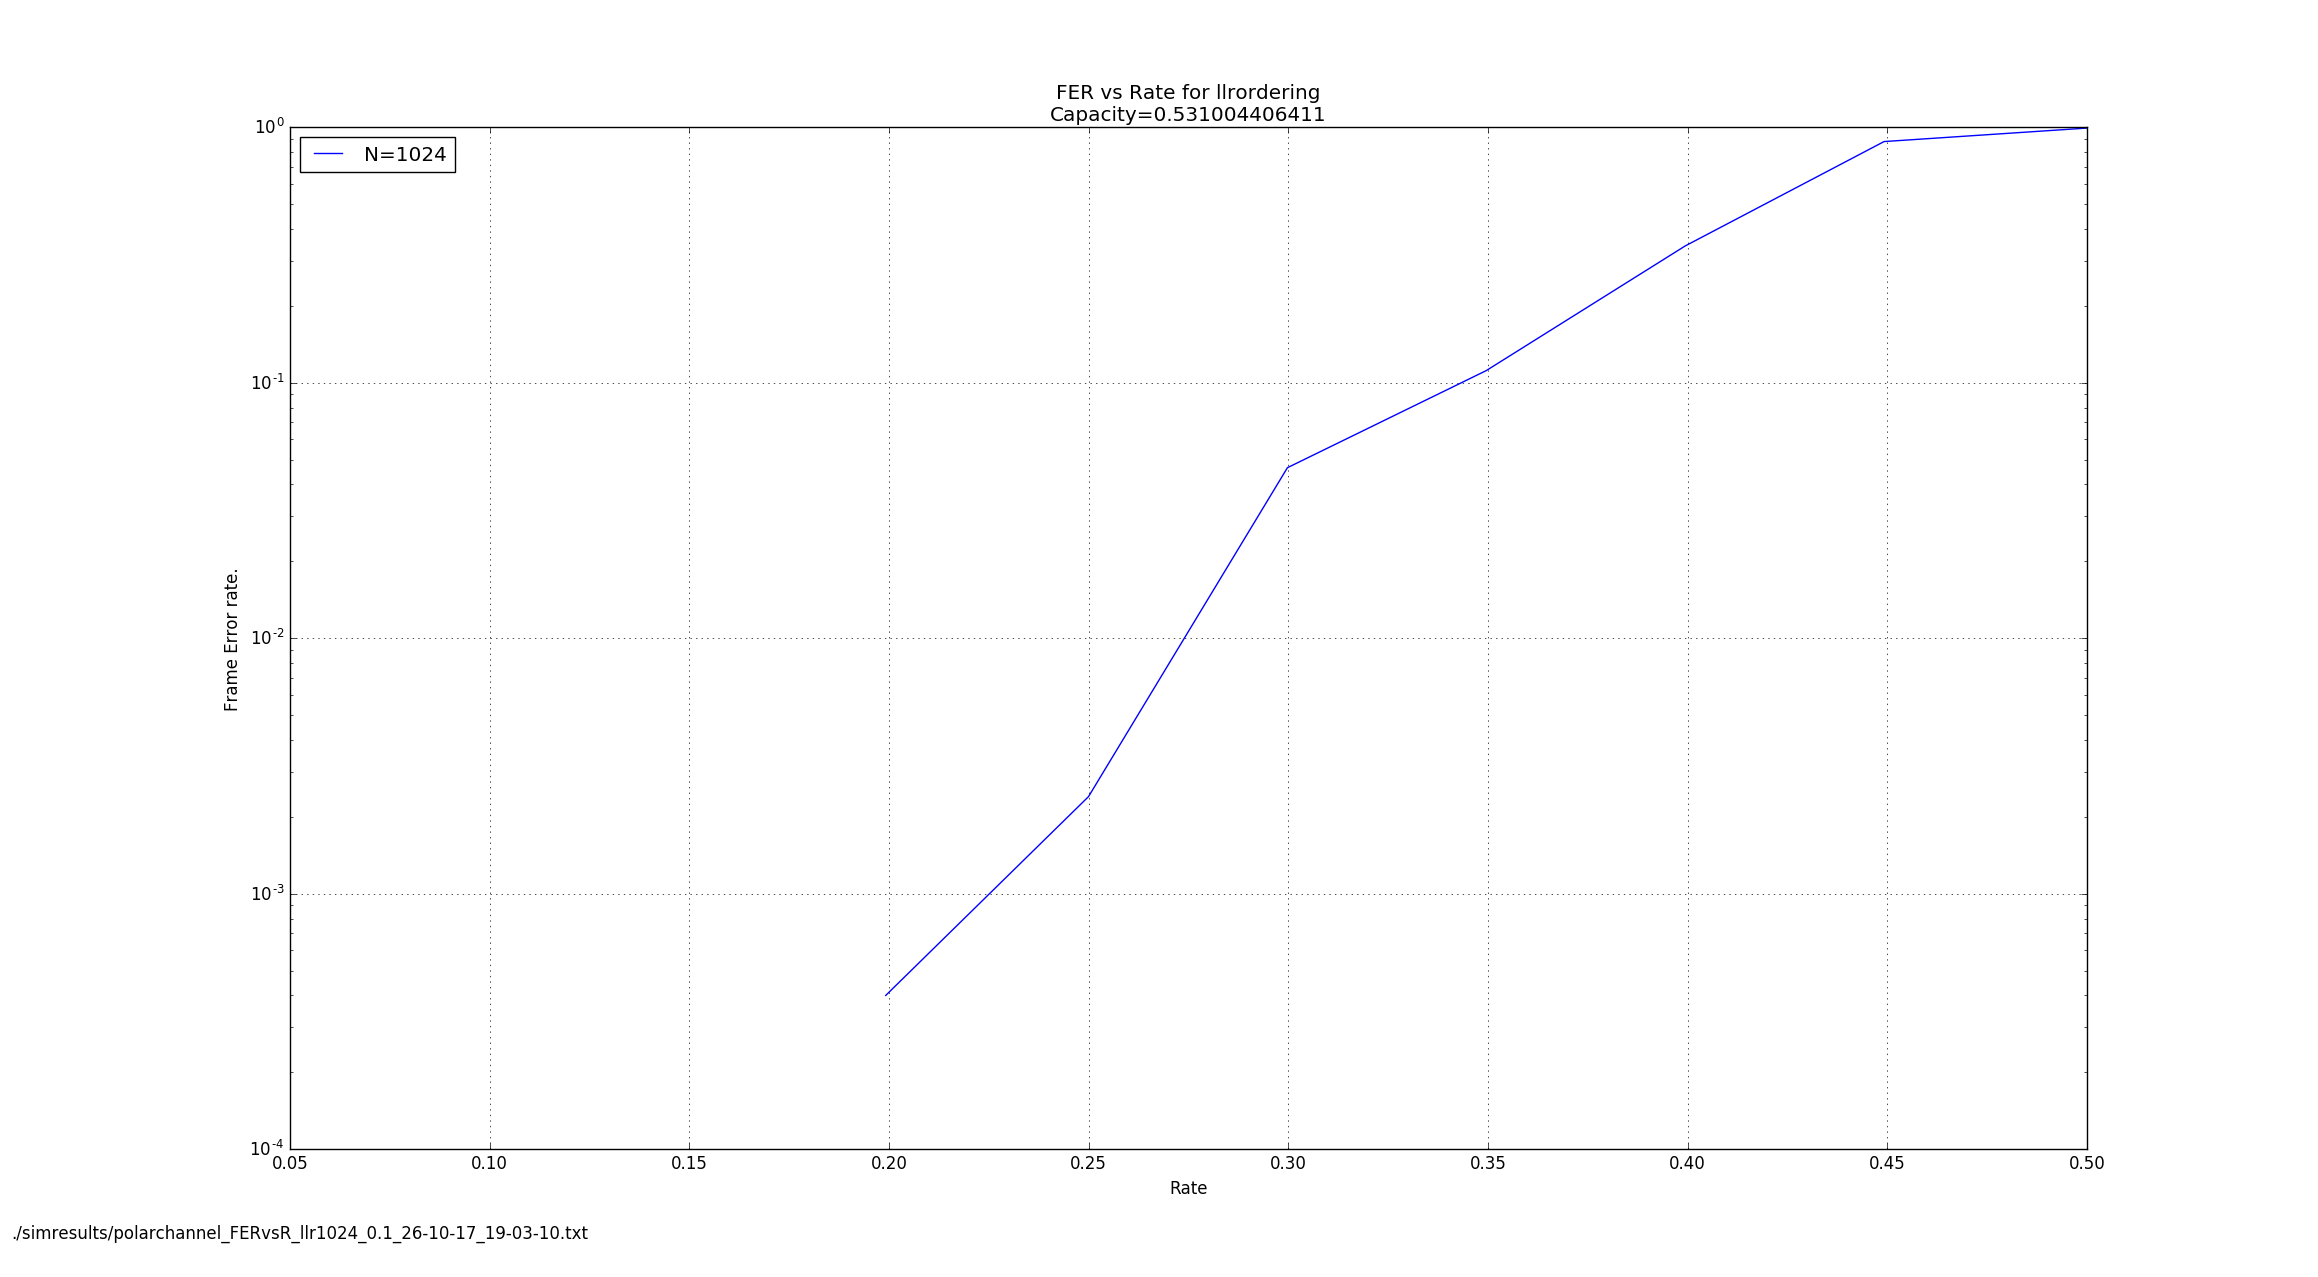 FER vs Rate for llrordering
Capacity=0.531004406411
N=1024
10^0
10^-1
10^-2
10^-3
10^-4
Frame Error rate.
0.05 0.10 0.15 0.20 0.25 0.30 0.35 0.40 0.45 0.50
Rate
./simresults/polarchannel_FERvsR_llr1024_0.1_26-10-17_19-03-10.txt